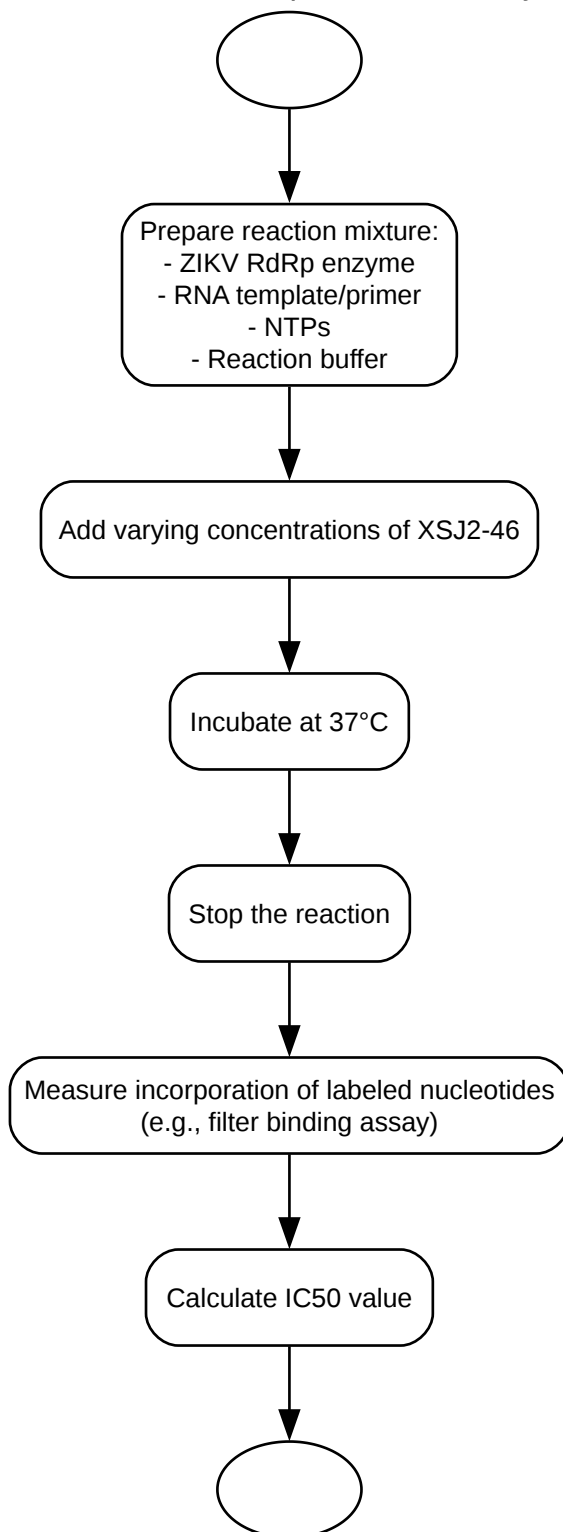 Prepare reaction mixture:
- ZIKV RdRp enzyme
- RNA template/primer
- NTPs
- Reaction buffer
Add varying concentrations of XSJ2-46
Incubate at 37°C
Stop the reaction
Measure incorporation of labeled nucleotides
(e.g., filter binding assay)
Calculate IC50 value